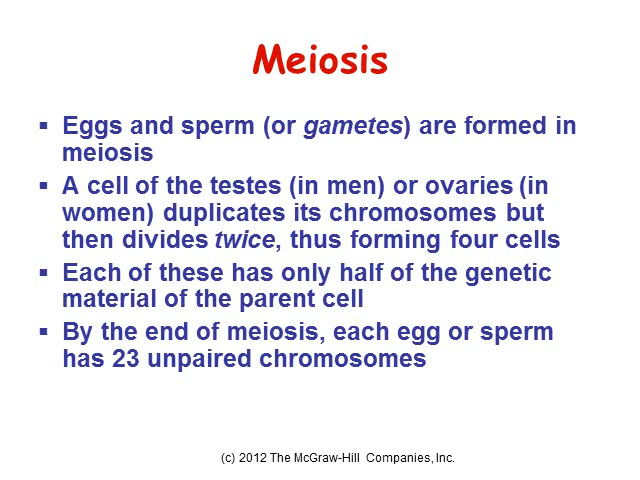 Meiosis
▪ Eggs and sperm (or gametes) are formed in
meiosis
▪ A cell of the testes (in men) or ovaries (in
women) duplicates its chromosomes but
then divides twice, thus forming four cells
▪ Each of these has only half of the genetic
material of the parent cell
▪ By the end of meiosis, each egg or sperm
has 23 unpaired chromosomes
(c) 2012 The McGraw-Hill Companies, Inc.